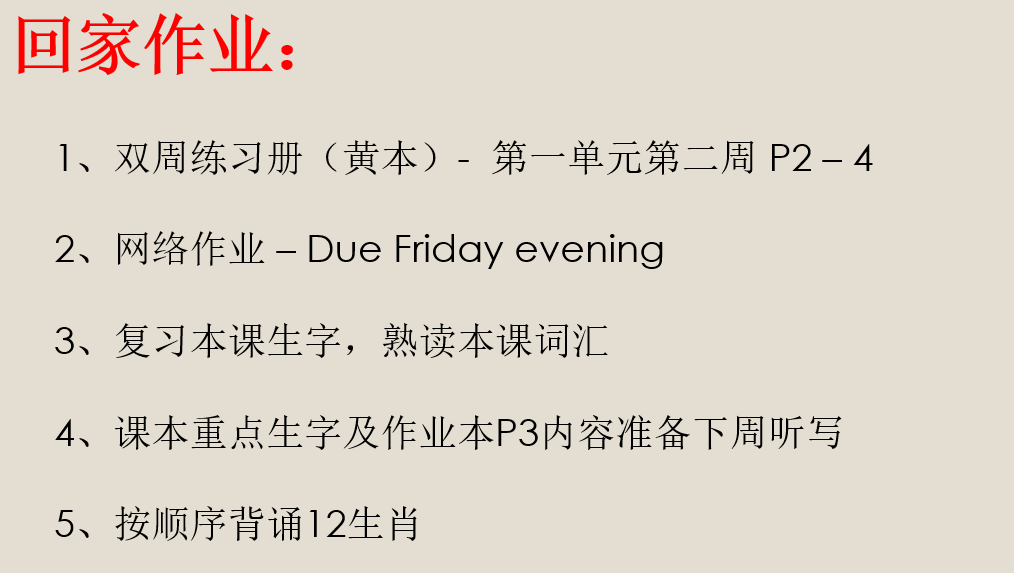 回家作业：
1、双周练习册（黄本）- 第一单元第二周 P2 – 4
2、网络作业 – Due Friday evening
3、复习本课生字，熟读本课词汇
4、课本重点生字及作业本P3内容准备下周听写
5、按顺序背诵12生肖